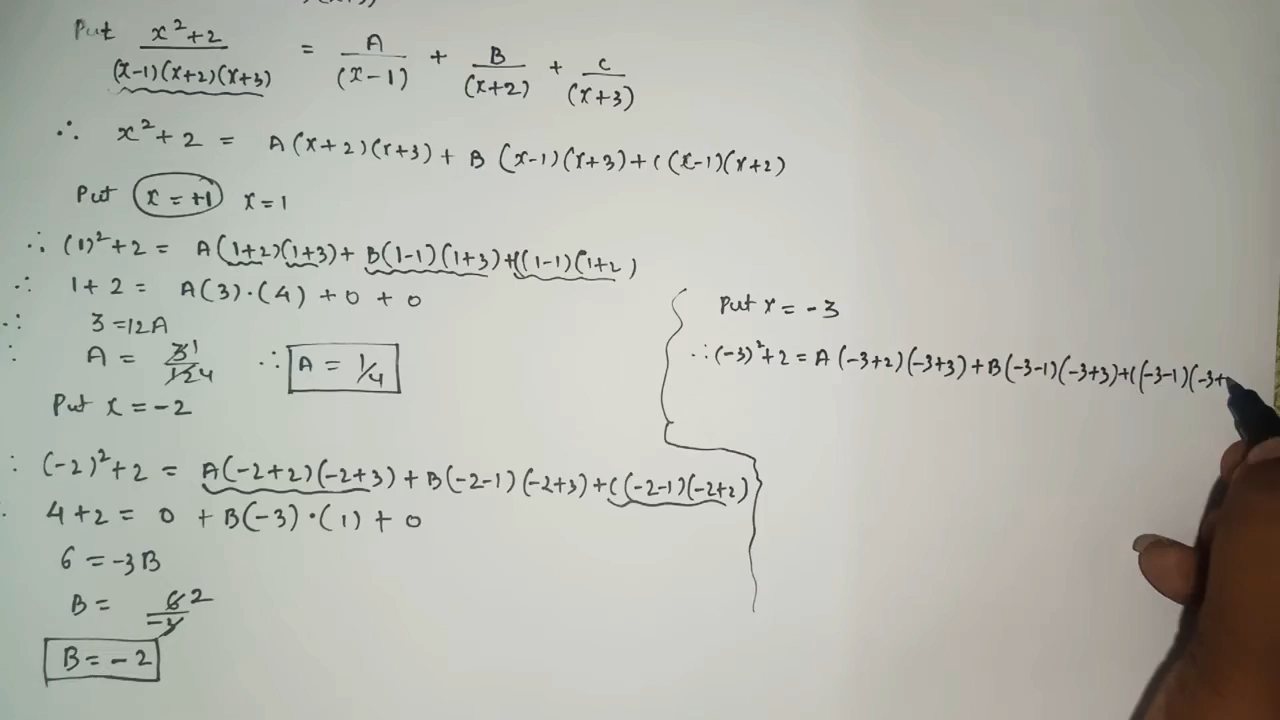 Put x²+2 / (x-1)(x+2)(x+3) = A / (x-1) + B / (x+2) + C / (x+3)
∴ x²+2 = A(x+2)(x+3) + B (x-1)(x+3)+C(x-1)(x+2)
Put x = +1 x=1
∴ (1)²+2 = A(1+2)(1+3)+ B(1-1)(1+3)+C(1-1)(1+2)
∴ 1+2 = A(3)·(4) + 0 + 0
∴ 3 = 12A
∴ A = 3 1 / 12 4 ∴ A = 1/4
Put x = -2
∴ (-2)²+2 = A(-2+2)(-2+3) + B(-2-1)(-2+3)+C(-2-1)(-2+2)
4+2 = 0 + B(-3)·(1) + 0
6 = -3B
B = 6 2 / -3
B = -2
Put x = -3
∴ (-3)²+2 = A (-3+2)(-3+3)+B(-3-1)(-3+3)+C(-3-1)(-3+